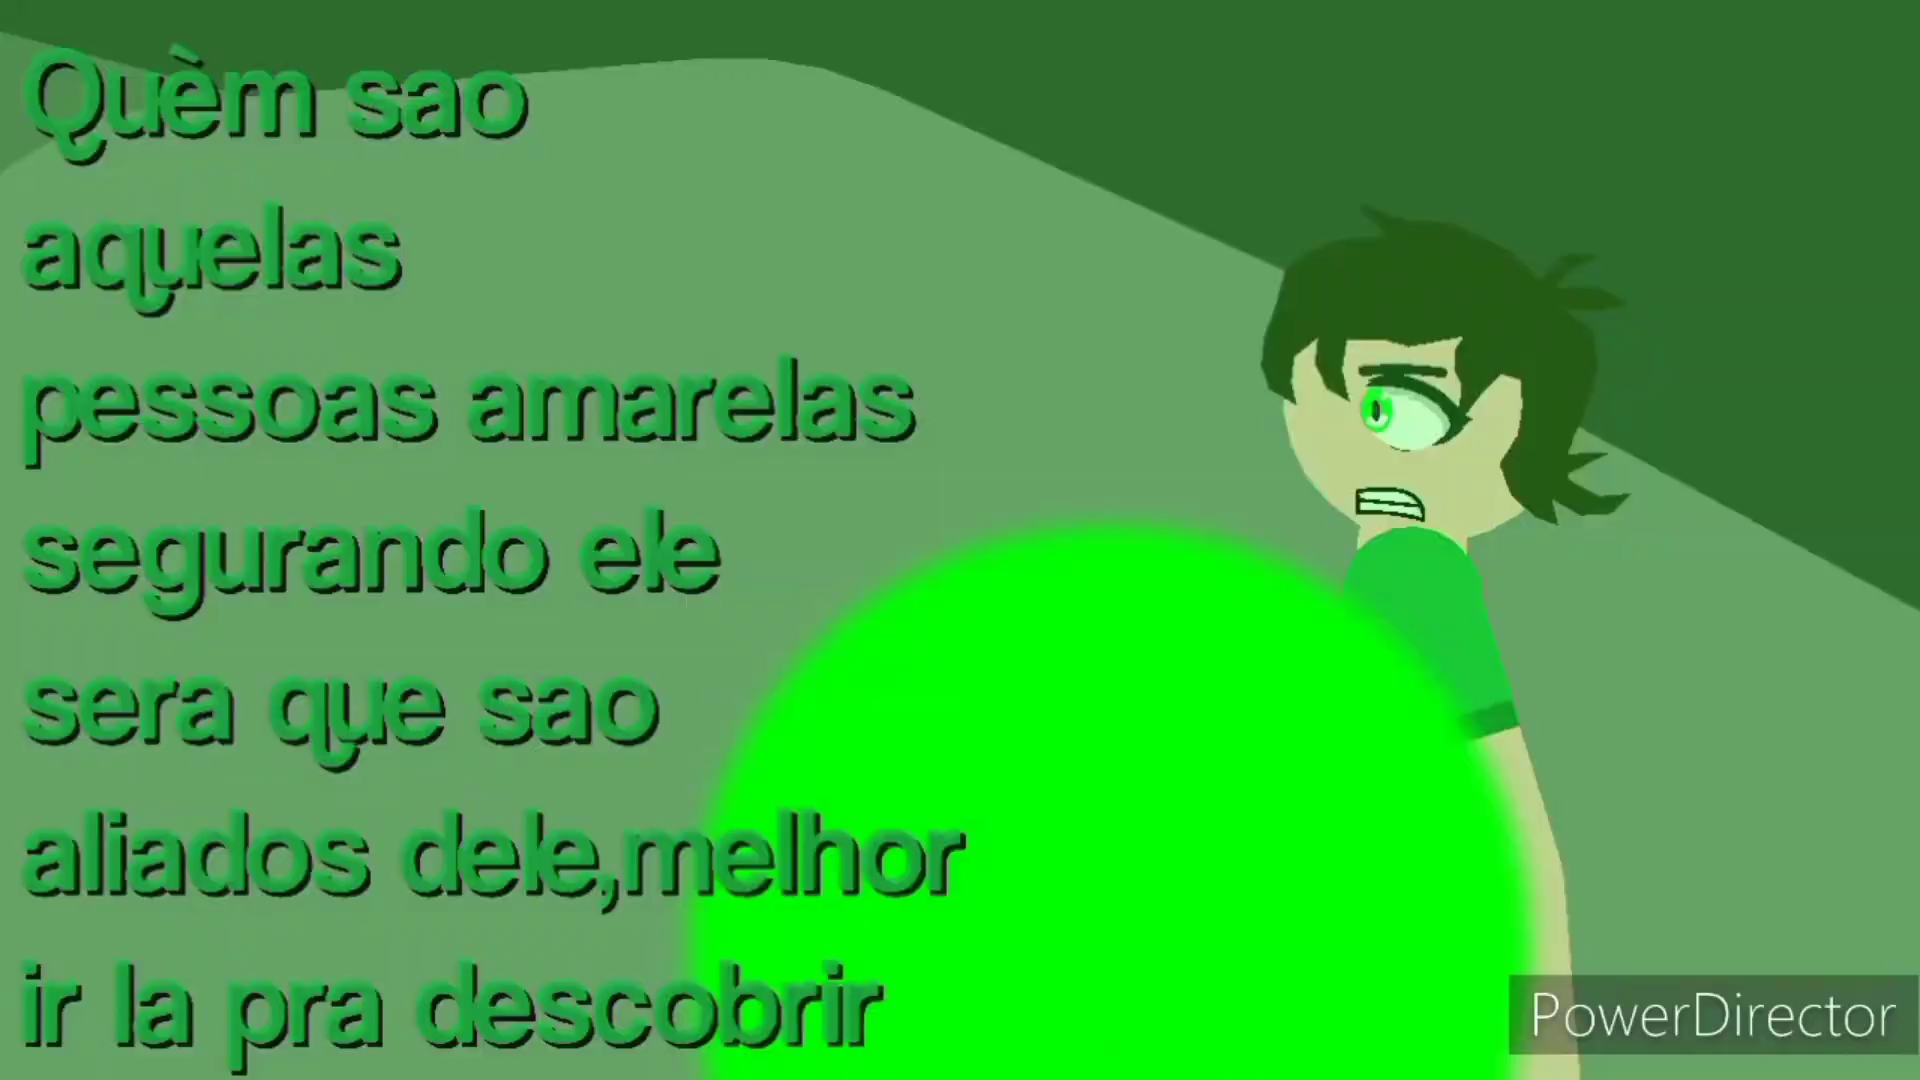 Quèm sao
aquelas
pessoas amarelas
segurando ele
sera que sao
aliados dele,melhor
ir la pra descobrir
PowerDirector